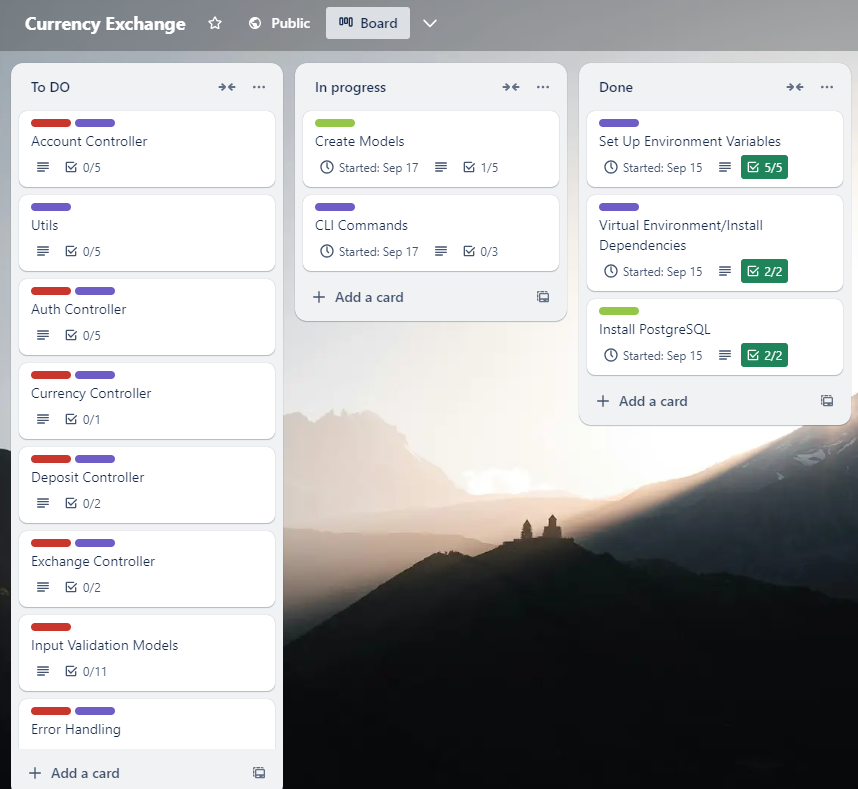 Currency Exchange
Public
Board
To DO
Account Controller
0/5
Utils
0/5
Auth Controller
0/5
Currency Controller
0/1
Deposit Controller
0/2
Exchange Controller
0/2
Input Validation Models
0/11
Error Handling
+ Add a card
In progress
Create Models
Started: Sep 17
1/5
CLI Commands
Started: Sep 17
0/3
+ Add a card
Done
Set Up Environment Variables
Started: Sep 15
5/5
Virtual Environment/Install
Dependencies
Started: Sep 15
2/2
Install PostgreSQL
Started: Sep 15
2/2
+ Add a card